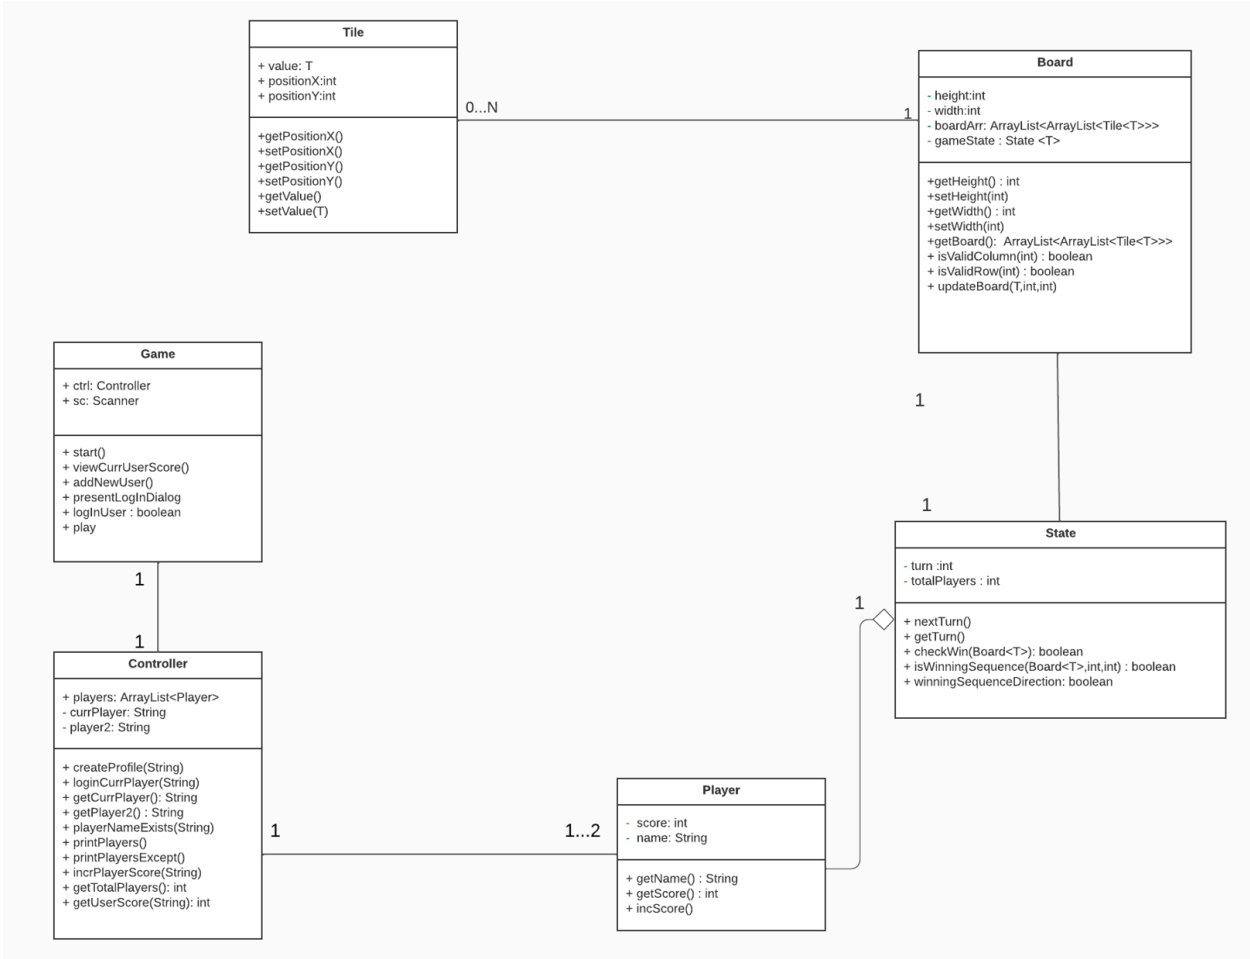 Tile
+ value: T
+ positionX:int
+ positionY:int
+getPositionX()
+setPositionX()
+getPositionY()
+setPositionY()
+getValue()
+setValue(T)
0...N
1
Board
- height:int
- width:int
- boardArr: ArrayList<ArrayList<Tile<T>>>
- gameState : State <T>
+getHeight() : int
+setHeight(int)
+getWidth() : int
+setWidth(int)
+getBoard(): ArrayList<ArrayList<Tile<T>>>
+ isValidColumn(int) : boolean
+ isValidRow(int) : boolean
+ updateBoard(T,int,int)
1
1
Game
+ ctrl: Controller
+ sc: Scanner
+ start()
+ viewCurrUserScore()
+ addNewUser()
+ presentLogInDialog
+ logInUser : boolean
+ play
1
1
State
- turn :int
- totalPlayers : int
+ nextTurn()
+ getTurn()
+ checkWin(Board<T>): boolean
+ isWinningSequence(Board<T>,int,int) : boolean
+ winningSequenceDirection: boolean
1
Controller
+ players: ArrayList<Player>
- currPlayer: String
- player2: String
+ createProfile(String)
+ loginCurrPlayer(String)
+ getCurrPlayer(): String
+ getPlayer2() : String
+ playerNameExists(String)
+ printPlayers()
+ printPlayersExcept()
+ incrPlayerScore(String)
+ getTotalPlayers(): int
+ getUserScore(String): int
1
1...2
Player
- score: int
- name: String
+ getName() : String
+ getScore() : int
+ incScore()